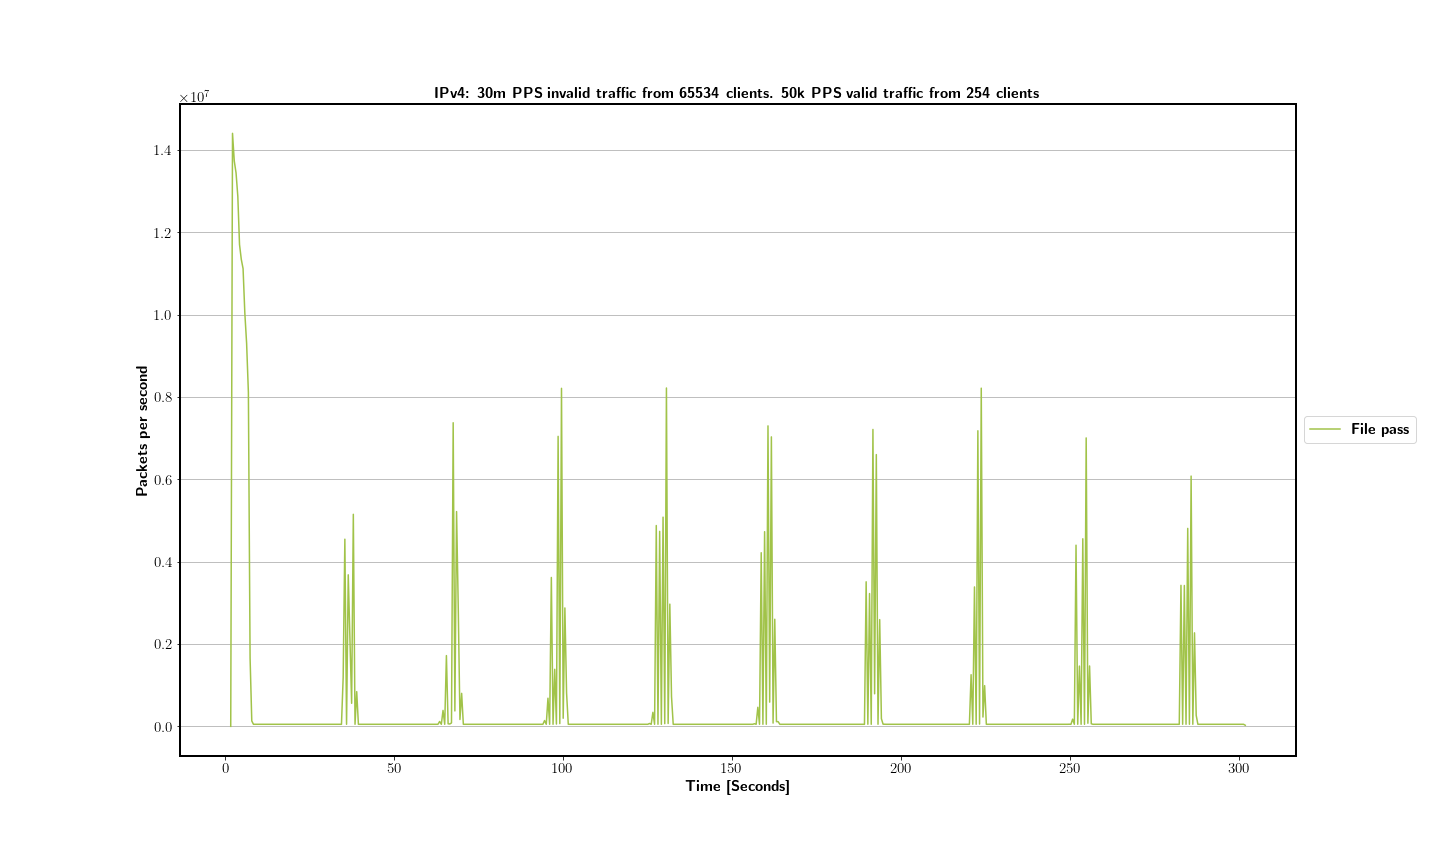 IPv4: 30m PPS invalid traffic from 65534 clients. 50k PPS valid traffic from 254 clients
×10⁷
1.4
1.2
1.0
0.8
0.6
0.4
0.2
0.0
Packets per second
File pass
0 50 100 150 200 250 300
Time [Seconds]